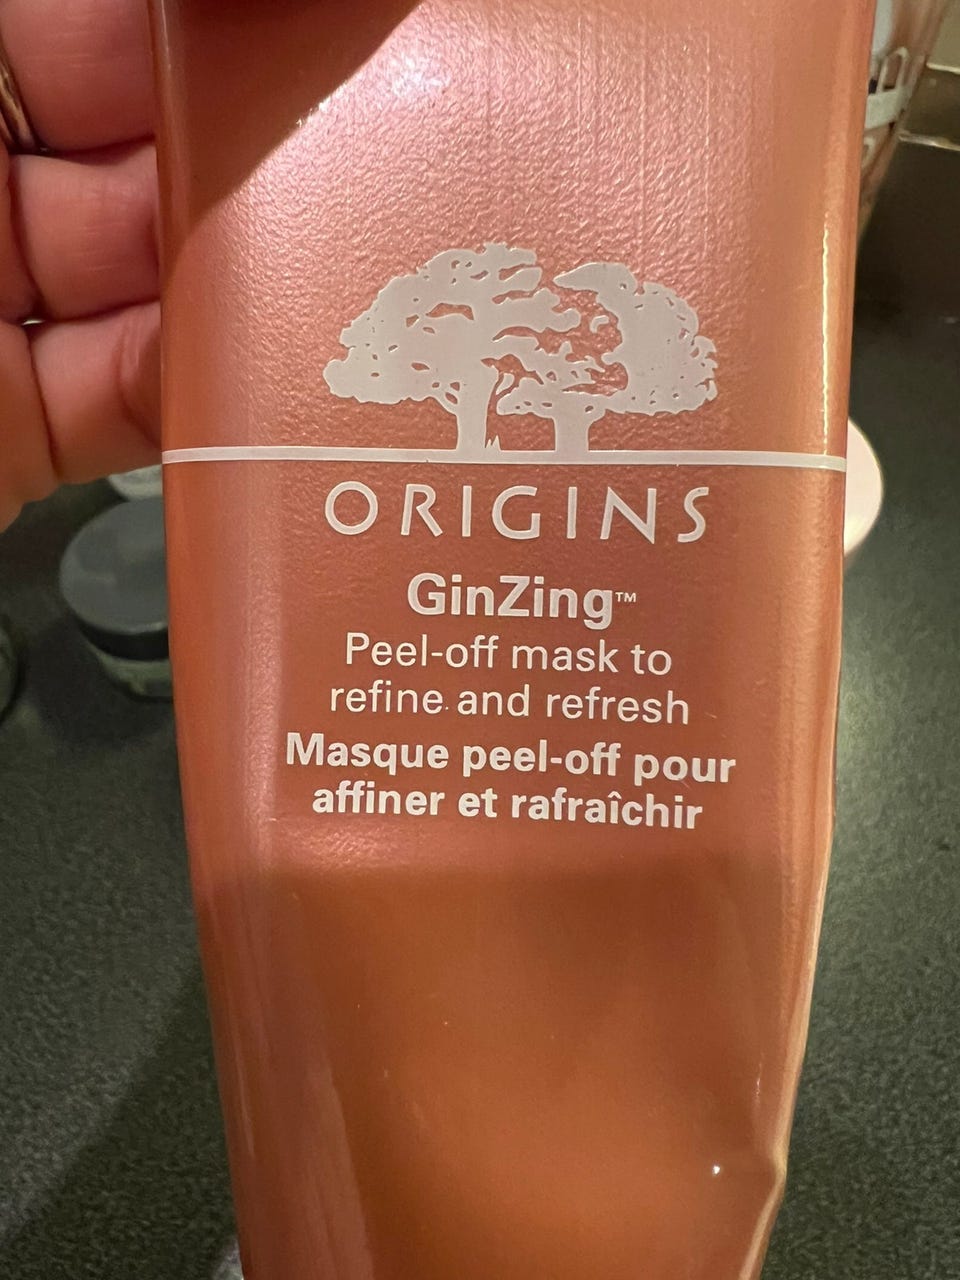 ORIGINS
GinZing™
Peel-off mask to
refine and refresh
Masque peel-off pour
affiner et rafraîchir